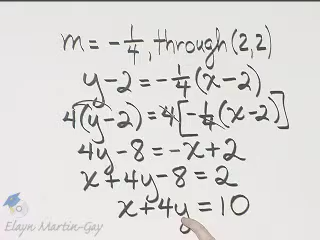 m = -1/4, through (2,2)
y - 2 = -1/4 (x - 2)
4(y - 2) = 4[-1/4 (x - 2)]
4y - 8 = -x + 2
x + 4y - 8 = 2
x + 4y = 10
Elayn Martin-Gay